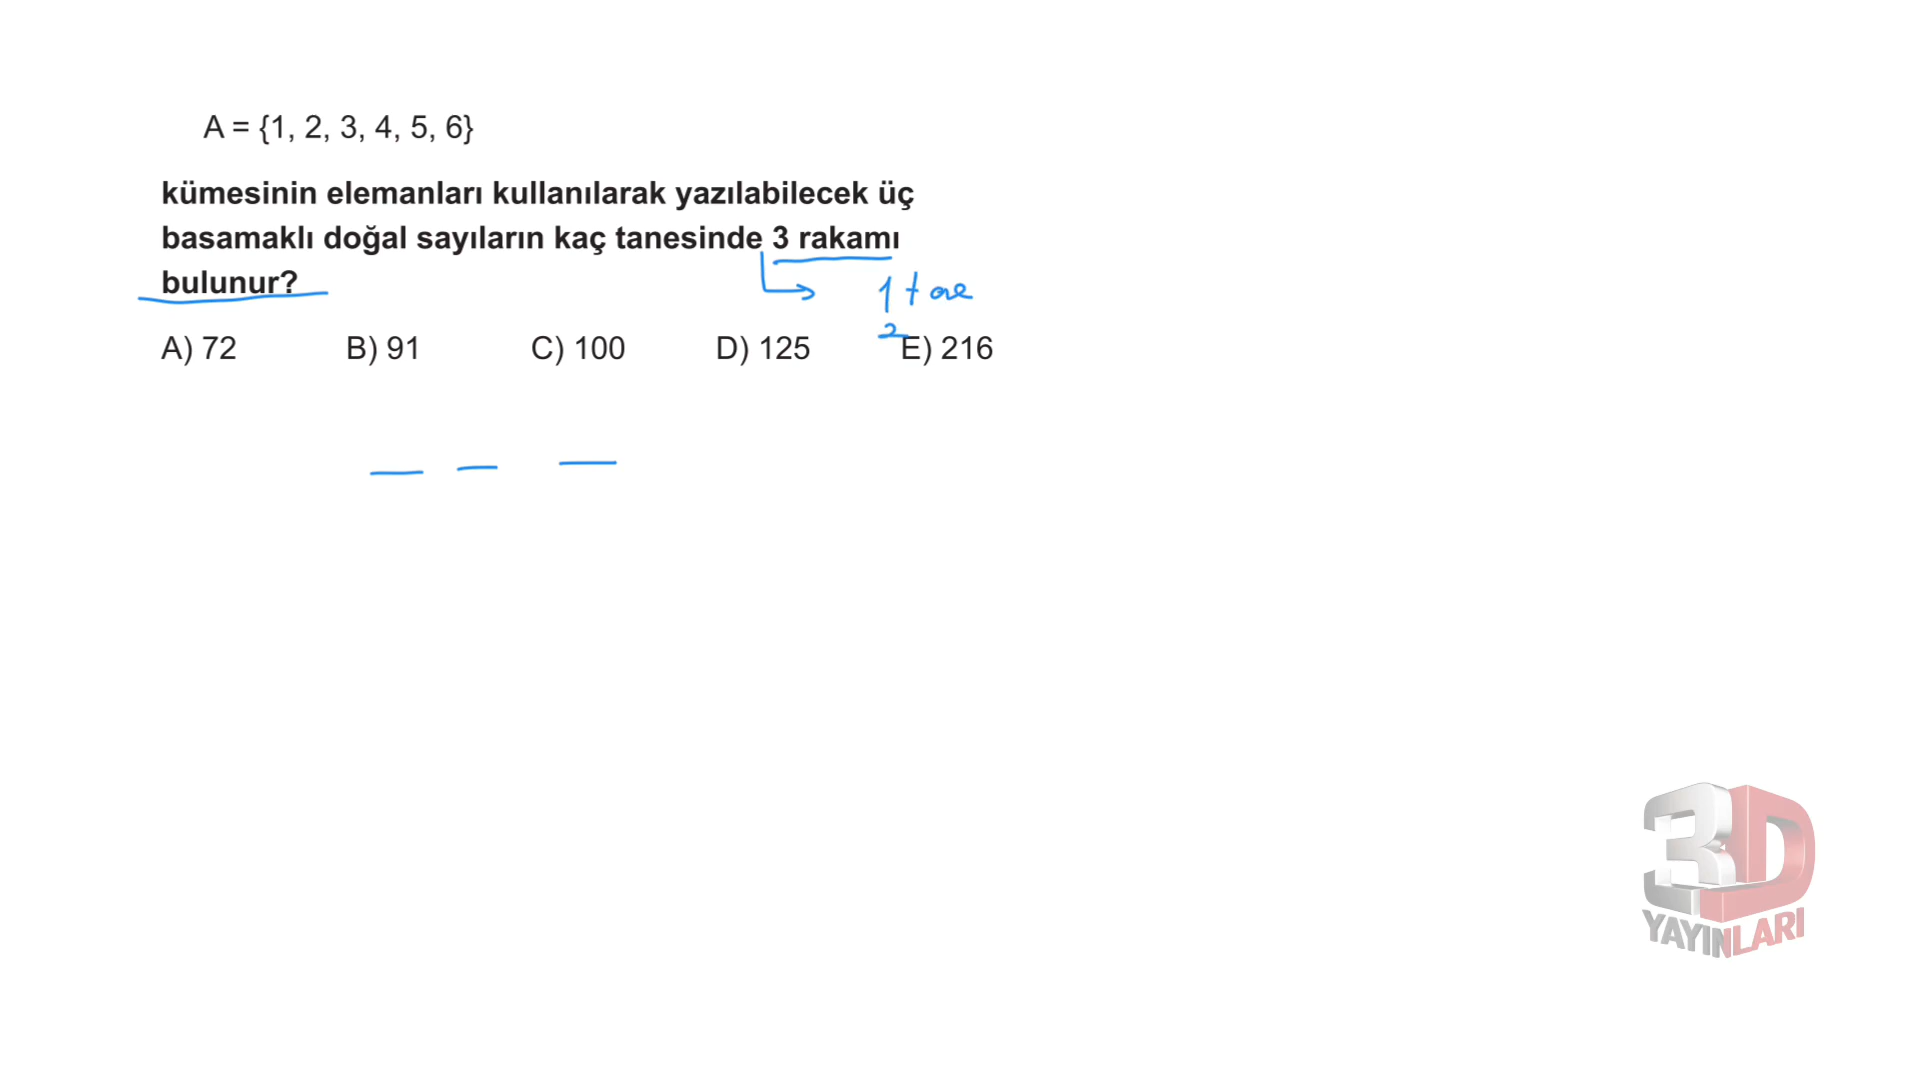 A = {1, 2, 3, 4, 5, 6}
kümesinin elemanları kullanılarak yazılabilecek üç
basamaklı doğal sayıların kaç tanesinde 3 rakamı
bulunur?
1 tane
2
A) 72 B) 91 C) 100 D) 125 E) 216
3D
YAYINLARI